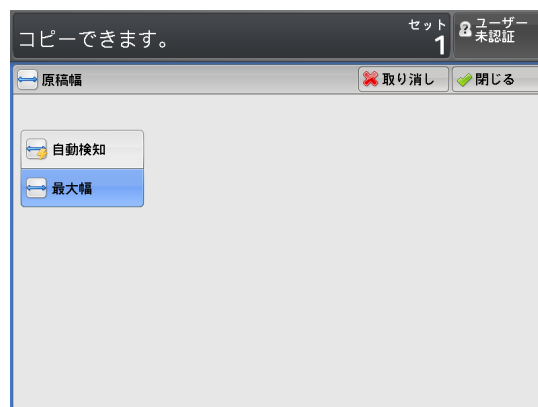 コピーできます。
セット
1
ユーザー
未認証
原稿幅
取り消し
閉じる
自動検知
最大幅